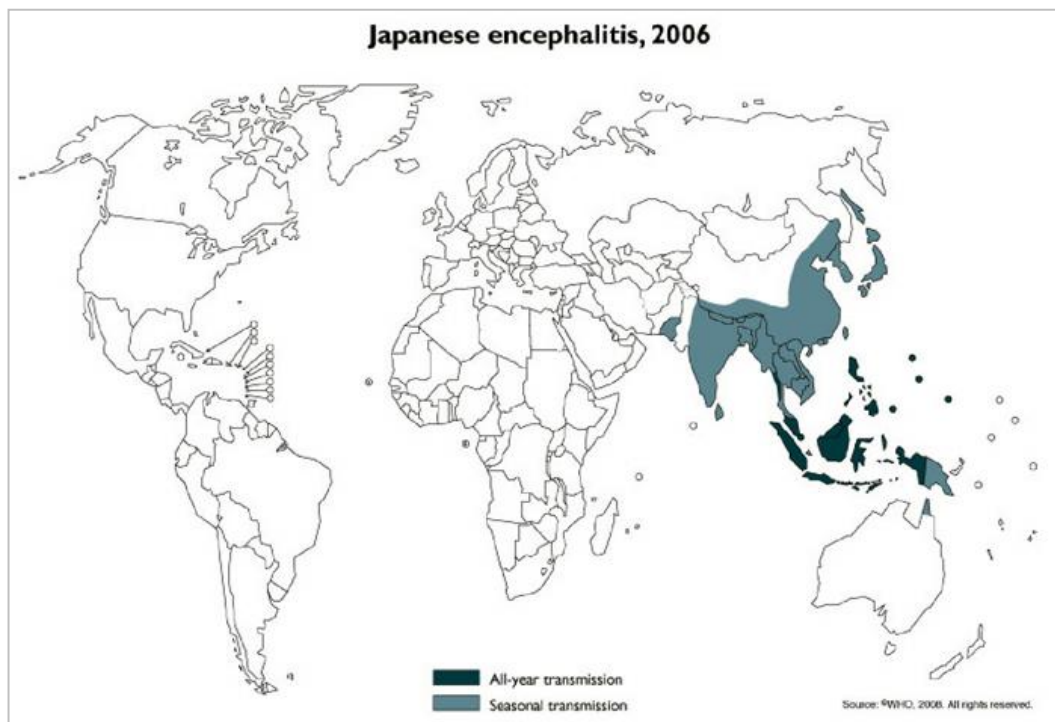 Japanese encephalitis, 2006
All-year transmission
Seasonal transmission
Source: ©WHO, 2008. All rights reserved.